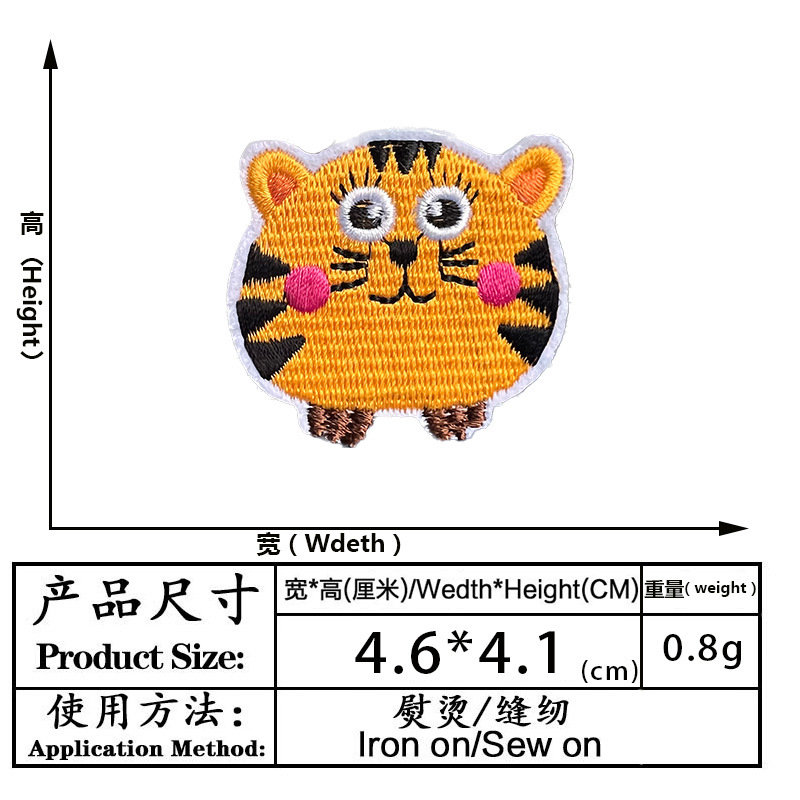 高
(Height)
宽 ( Wdeth )
产品尺寸
Product Size:
宽*高(厘米)/Wedth*Height(CM)
重量( weight )
4.6*4.1 (cm)
0.8g
使用方法:
Application Method:
熨烫/缝纫
Iron on/Sew on